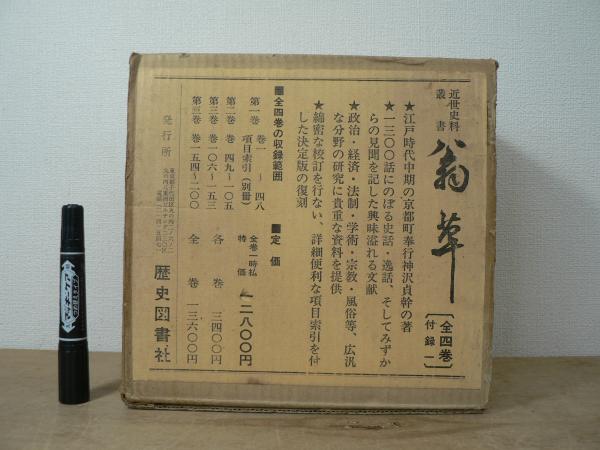 近世史料
叢書
翁草
全四巻
付録一
★江戸時代中期の京都町奉行神沢貞幹の著
★一三〇〇話にのぼる史話・逸話、そしてみずか
らの見聞を記した興味溢れる文献
★政治・経済・法制・学術・宗教・風俗等、広汎
な分野の研究に貴重な資料を提供
★綿密な校訂を行ない、詳細便利な項目索引を付
した決定版の復刻
■全四巻の収録範囲
第一巻 巻一 ~四八
項目索引(別冊)
第二巻 巻四九~一〇五
第三巻 巻一〇六~一五三
第四巻 巻一五四~二〇〇
■定価
全巻一時払
特価 一二八〇〇円
各巻 三四〇〇円
全巻 一三六〇〇円
発行所
歴史図書社